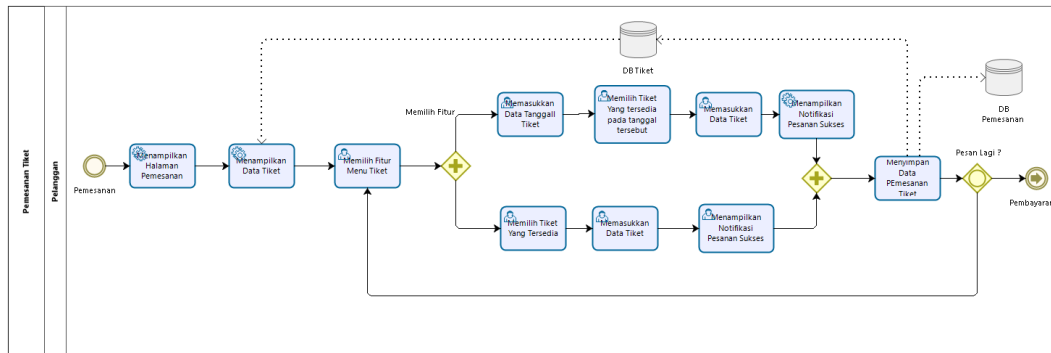 Pemesanan Tiket
Pelanggan
Pemesanan
Menampilkan
Halaman
Pemesanan
Menampilkan
Data Tiket
Memilih Fitur
Menu Tiket
Memilih Fitur
Memasukkan
Data Tanggall
Tiket
Memilih Tiket
Yang tersedia
pada tanggal
tersebut
Memasukkan
Data Tiket
Menampilkan
Notifikasi
Pesanan Sukses
Memilih Tiket
Yang Tersedia
Memasukkan
Data Tiket
Menampilkan
Notifikasi
Pesanan Sukses
DB Tiket
DB
Pemesanan
Menyimpan
Data
PEmesanan
Tiket
Pesan Lagi ?
Pembayaran